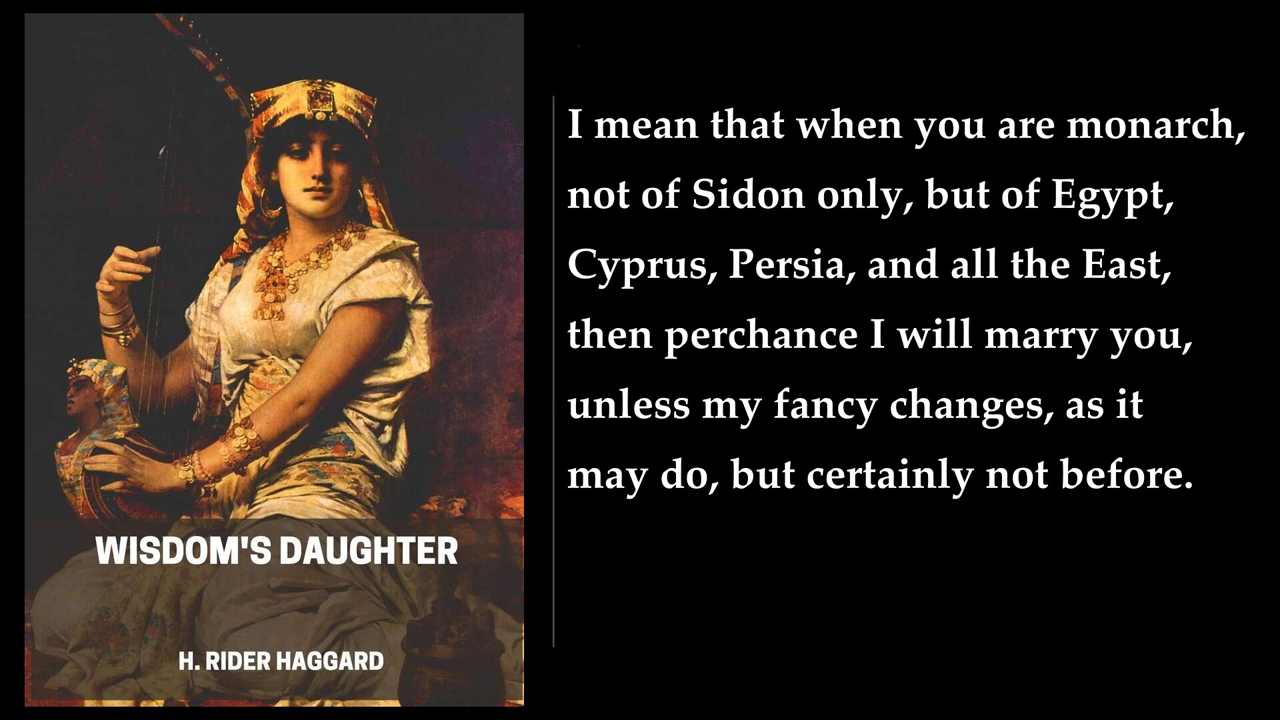 WISDOM'S DAUGHTER
H. RIDER HAGGARD
I mean that when you are monarch,
not of Sidon only, but of Egypt,
Cyprus, Persia, and all the East,
then perchance I will marry you,
unless my fancy changes, as it
may do, but certainly not before.